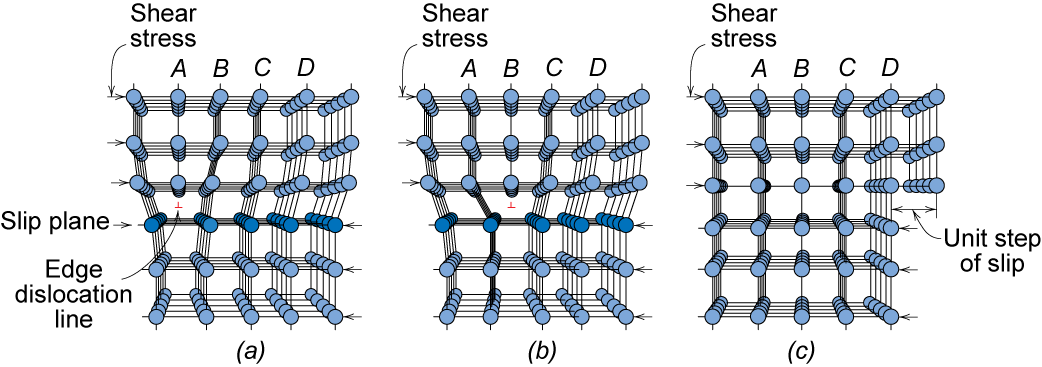 Shear
stress
A B C D
Shear
stress
A B C D
Shear
stress
A B C D
Slip plane
Edge
dislocation
line
Unit step
of slip
(a)
(b)
(c)